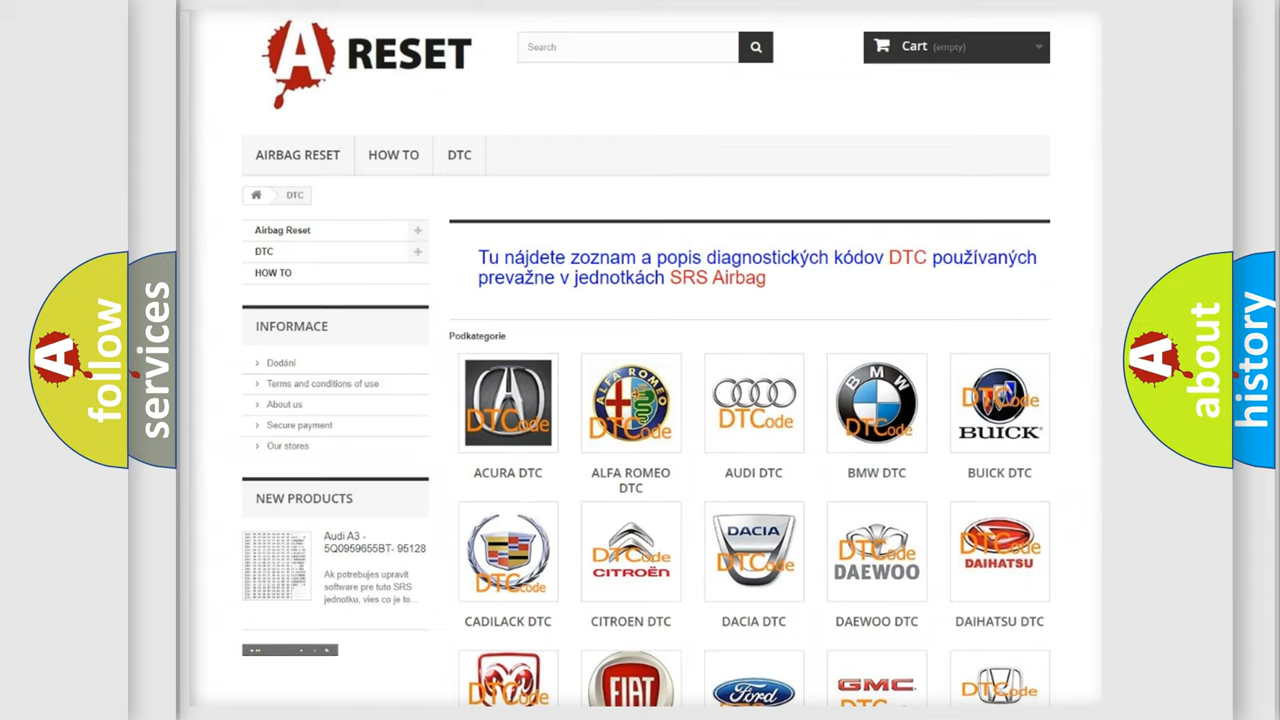 A RESET
Search
Cart (empty)
AIRBAG RESET
HOW TO
DTC
DTC
Airbag Reset
DTC
HOW TO
Tu nájdete zoznam a popis diagnostických kódov DTC používaných
prevažne v jednotkách SRS Airbag
INFORMACE
Dodání
Terms and conditions of use
About us
Secure payment
Our stores
NEW PRODUCTS
Audi A3 -
5Q0959655BT- 95128
Ak potrebujes upravit
software pre tuto SRS
jednotku, vies co je to...
Podkategorie
DTCode
ALFA ROMEO
DTCode
DTCode
BMW
DTCode
DTCode
BUICK
ACURA DTC
ALFA ROMEO
DTC
AUDI DTC
BMW DTC
BUICK DTC
DTCode
DTCode
CITROËN
DACIA
DTCode
DTCode
DAEWOO
DTCode
DAIHATSU
CADILACK DTC
CITROEN DTC
DACIA DTC
DAEWOO DTC
DAIHATSU DTC
DTCode
FIAT
Ford
GMC
DTCode
A follow
services
A about
history